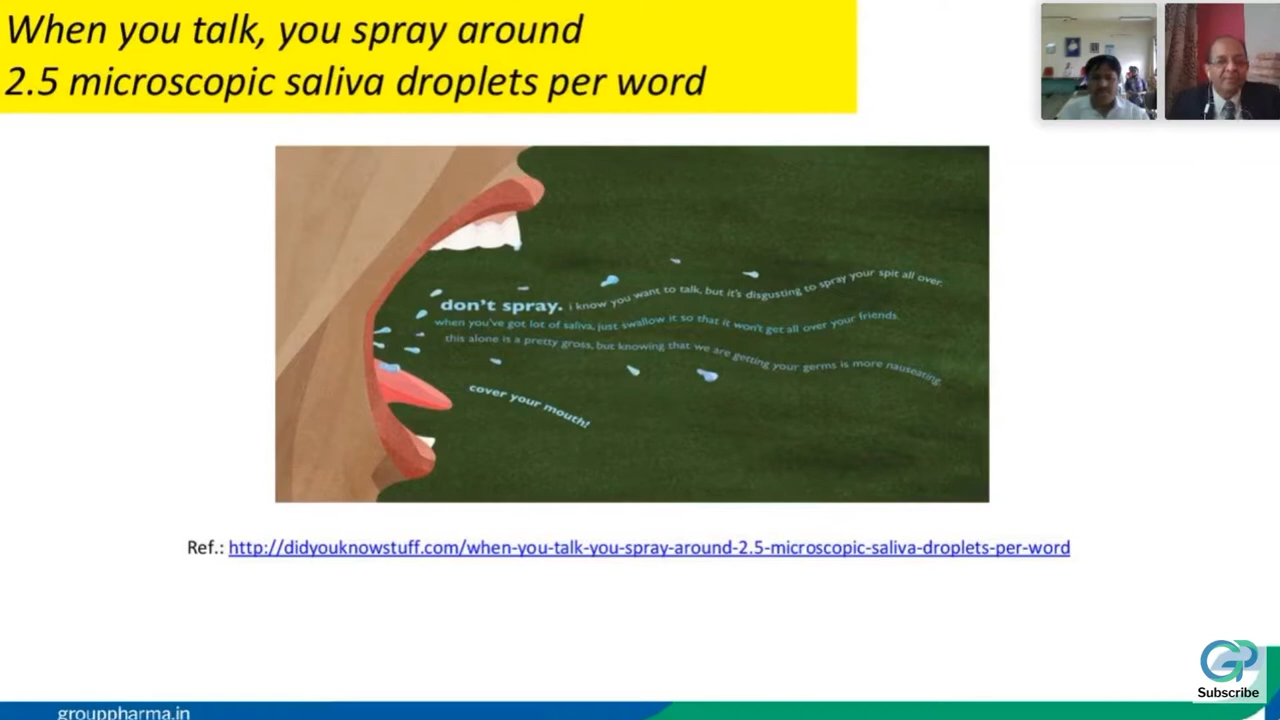 When you talk, you spray around
2.5 microscopic saliva droplets per word
don't spray. i know you want to talk, but it's disgusting to spray your spit all over.
when you've got lot of saliva, just swallow it so that it won't get all over your friends.
this alone is a pretty gross, but knowing that we are getting your germs is more nauseating.
cover your mouth!
Ref.: http://didyouknowstuff.com/when-you-talk-you-spray-around-2.5-microscopic-saliva-droplets-per-word
GP
Subscribe
grouppharma.in